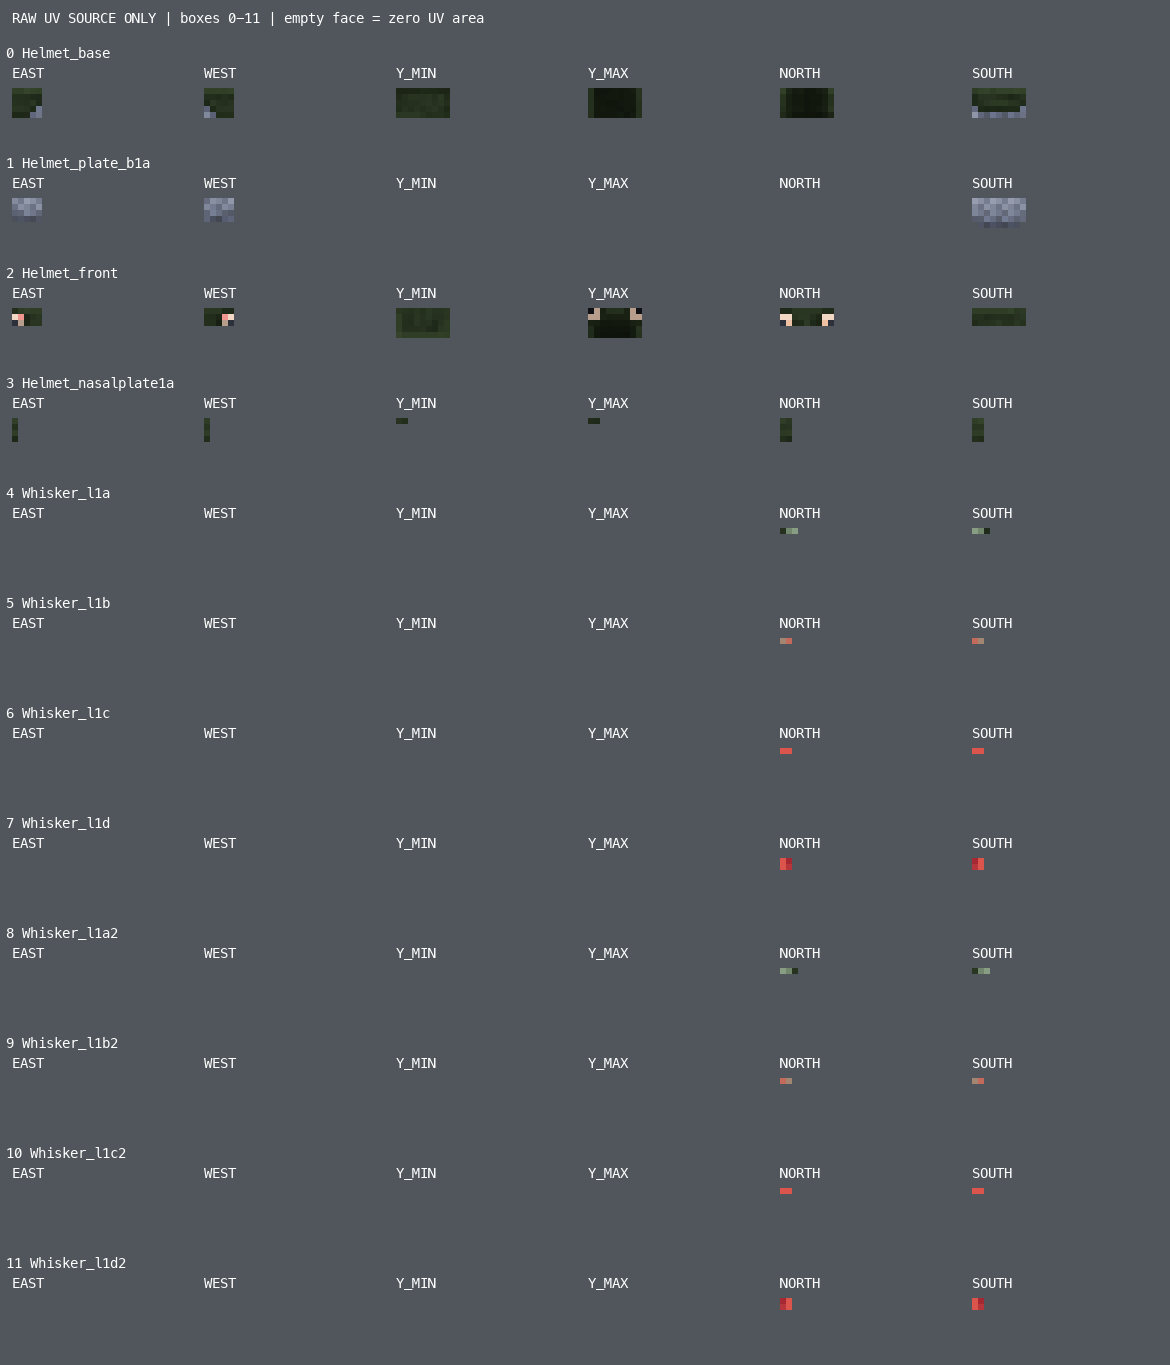 RAW UV SOURCE ONLY | boxes 0–11 | empty face = zero UV area
0 Helmet_base
EAST WEST Y_MIN Y_MAX NORTH SOUTH
1 Helmet_plate_b1a
EAST WEST Y_MIN Y_MAX NORTH SOUTH
2 Helmet_front
EAST WEST Y_MIN Y_MAX NORTH SOUTH
3 Helmet_nasalplate1a
EAST WEST Y_MIN Y_MAX NORTH SOUTH
4 Whisker_l1a
EAST WEST Y_MIN Y_MAX NORTH SOUTH
5 Whisker_l1b
EAST WEST Y_MIN Y_MAX NORTH SOUTH
6 Whisker_l1c
EAST WEST Y_MIN Y_MAX NORTH SOUTH
7 Whisker_l1d
EAST WEST Y_MIN Y_MAX NORTH SOUTH
8 Whisker_l1a2
EAST WEST Y_MIN Y_MAX NORTH SOUTH
9 Whisker_l1b2
EAST WEST Y_MIN Y_MAX NORTH SOUTH
10 Whisker_l1c2
EAST WEST Y_MIN Y_MAX NORTH SOUTH
11 Whisker_l1d2
EAST WEST Y_MIN Y_MAX NORTH SOUTH